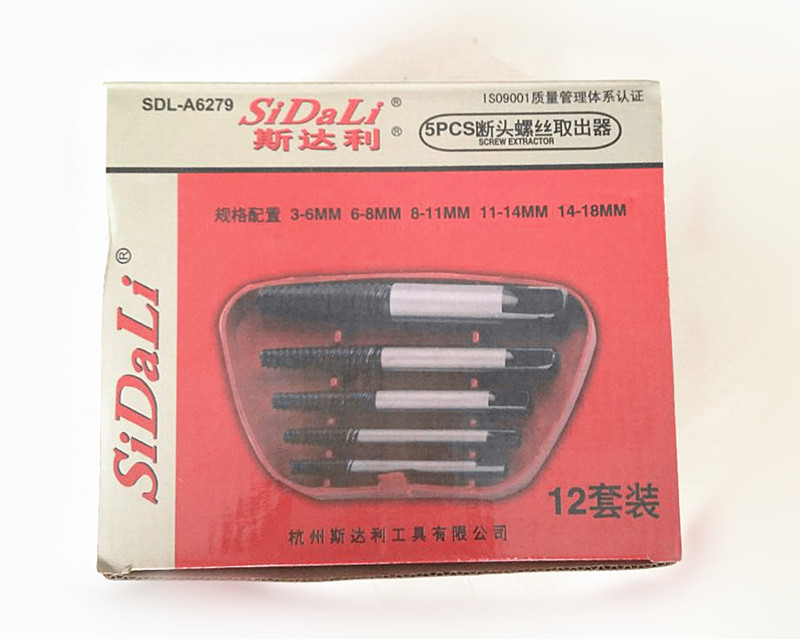 SDL-A6279
SiDaLi®
斯达利®
ISO9001质量管理体系认证
5PCS断头螺丝取出器
SCREW EXTRACTOR
规格配置 3-6MM 6-8MM 8-11MM 11-14MM 14-18MM
SiDaLi®
12套装
杭州斯达利工具有限公司